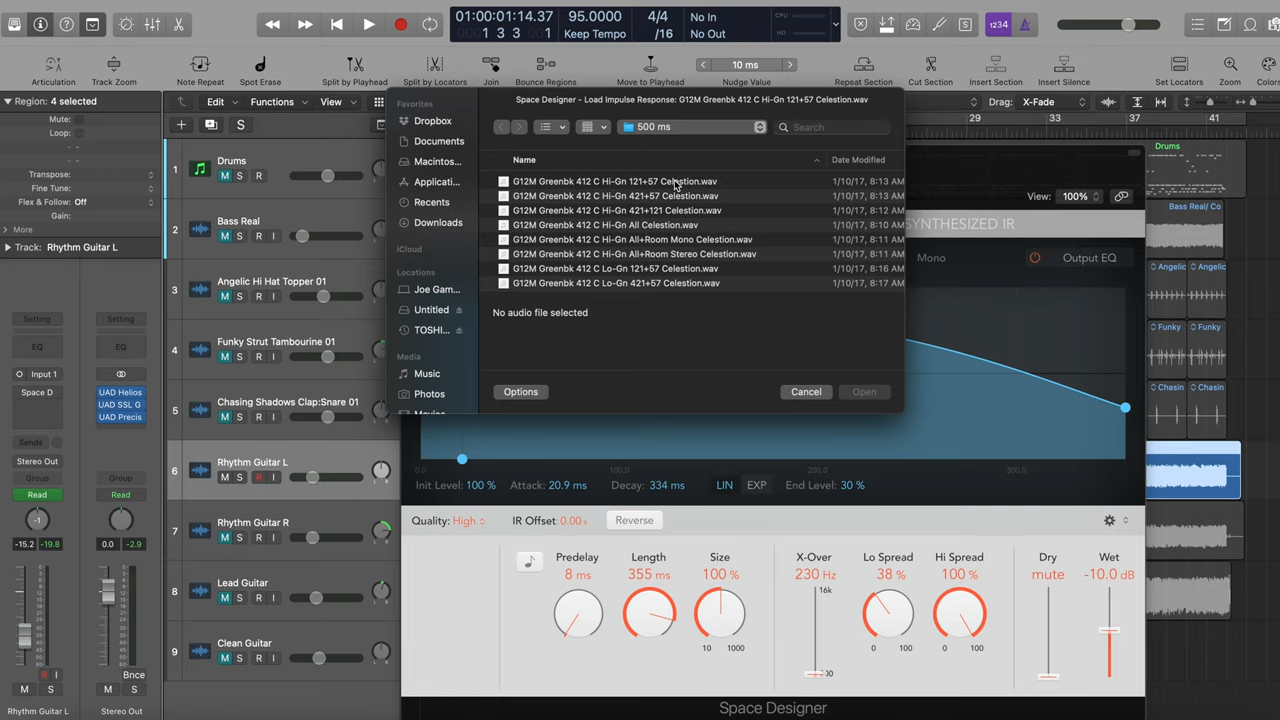 01:00:01:14.37
1 3 3 1
95.0000
Keep Tempo
4/4
/16
No In
No Out
CPU
HD
1234
Articulation
Track Zoom
Note Repeat
Spot Erase
Split by Playhead
Split by Locators
Join
Bounce Regions
Move to Playhead
10 ms
Nudge Value
Repeat Section
Cut Section
Insert Section
Insert Silence
Set Locators
Zoom
Colors
Region: 4 selected
Mute:
Loop:
Transpose:
Fine Tune:
Flex & Follow: Off
Gain:
More
Track: Rhythm Guitar L
Edit
Functions
View
Drag: X-Fade
29
33
37
41
Space Designer - Load Impulse Response: G12M Greenbk 412 C Hi-Gn 121+57 Celestion.wav
500 ms
Search
Favorites
Dropbox
Documents
Macintos...
Applicati...
Recents
Downloads
iCloud
Locations
Joe Gam...
Untitled
TOSHI...
Media
Music
Photos
Movies
Name
Date Modified
G12M Greenbk 412 C Hi-Gn 121+57 Celestion.wav 1/10/17, 8:13 AM
G12M Greenbk 412 C Hi-Gn 421+57 Celestion.wav 1/10/17, 8:13 AM
G12M Greenbk 412 C Hi-Gn 421+121 Celestion.wav 1/10/17, 8:12 AM
G12M Greenbk 412 C Hi-Gn All Celestion.wav 1/10/17, 8:10 AM
G12M Greenbk 412 C Hi-Gn All+Room Mono Celestion.wav 1/10/17, 8:11 AM
G12M Greenbk 412 C Hi-Gn All+Room Stereo Celestion.wav 1/10/17, 8:11 AM
G12M Greenbk 412 C Lo-Gn 121+57 Celestion.wav 1/10/17, 8:16 AM
G12M Greenbk 412 C Lo-Gn 421+57 Celestion.wav 1/10/17, 8:17 AM
No audio file selected
Options
Cancel
Open
1 Drums
2 Bass Real
3 Angelic Hi Hat Topper 01
4 Funky Strut Tambourine 01
5 Chasing Shadows Clap:Snare 01
6 Rhythm Guitar L
7 Rhythm Guitar R
8 Lead Guitar
9 Clean Guitar
M S R
M S R I
Setting
Setting
EQ
EQ
Input 1
Space D
UAD Helios
UAD SSL G
UAD Precis
Sends
Sends
Stereo Out
Group
Group
Read
Read
-1
-15.2 -19.8
0.0 -2.9
R I
Bnce
M S
M S
Rhythm Guitar L
Stereo Out
View: 100%
SYNTHESIZED IR
Mono
Output EQ
0.0
100.0
200.0
300.0
Init Level: 100 %
Attack: 20.9 ms
Decay: 334 ms
LIN
EXP
End Level: 30 %
Quality: High
IR Offset: 0.00s
Reverse
Predelay
8 ms
Length
355 ms
Size
100 %
10 1000
X-Over
230 Hz
16k
Lo Spread
38 %
0 100
Hi Spread
100 %
0 100
Dry
mute
Wet
-10.0 dB
Space Designer
Drums
Bass Real/ Co
Angelic
Angelic
Funky
Funky
Chasin
Chasin